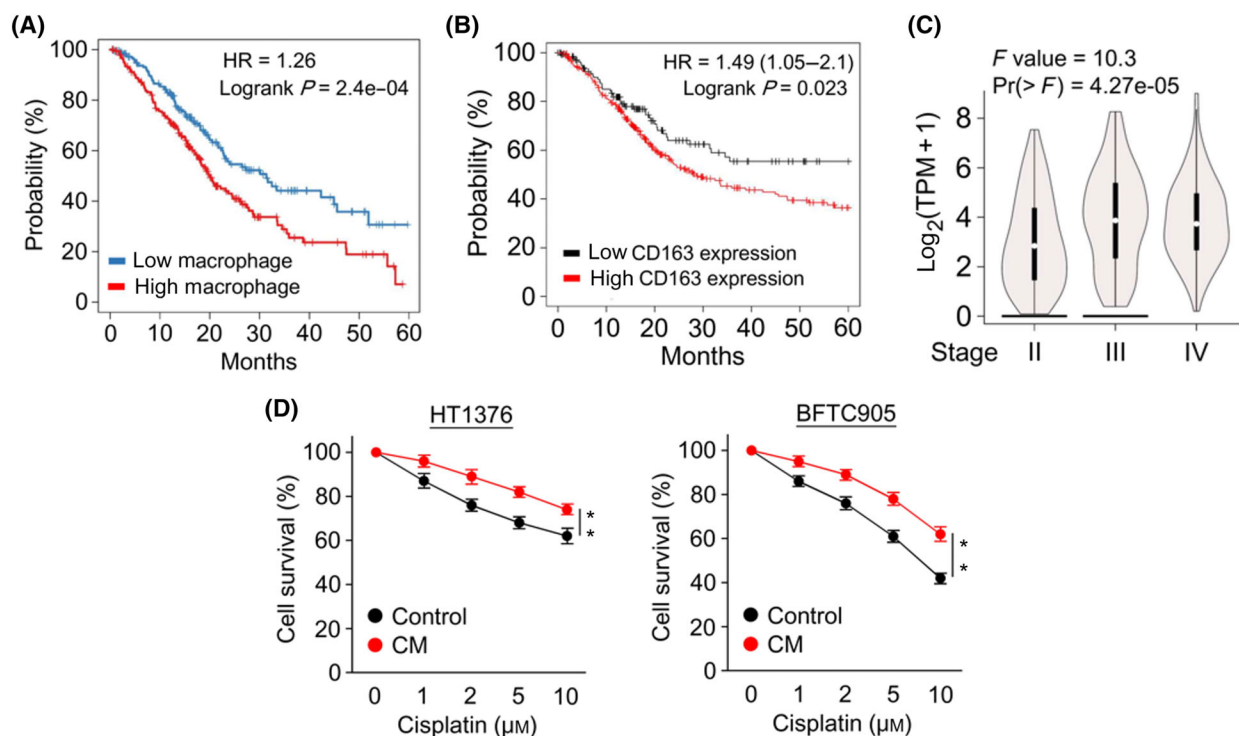 (A)
HR = 1.26
Logrank P = 2.4e–04
Probability (%)
100
80
60
40
20
0
Low macrophage
High macrophage
0 10 20 30 40 50 60
Months
(B)
HR = 1.49 (1.05–2.1)
Logrank P = 0.023
Probability (%)
100
80
60
40
20
0
Low CD163 expression
High CD163 expression
0 10 20 30 40 50 60
Months
(C)
F value = 10.3
Pr(> F) = 4.27e-05
Log2(TPM + 1)
8
6
4
2
0
Stage II III IV
(D)
HT1376
Cell survival (%)
100
80
60
40
80
20
0
Control
CM
* *
0 1 2 5 10
Cisplatin (μM)
BFTC905
Cell survival (%)
100
80
60
40
20
0
Control
CM
* *
0 1 2 5 10
Cisplatin (μM)